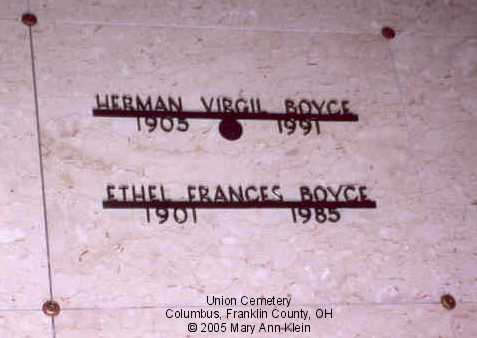 HERMAN VIRGIL BOYCE
1905 1991
ETHEL FRANCES BOYCE
1901 1985
Union Cemetery
Columbus, Franklin County, OH
© 2005 Mary Ann Klein